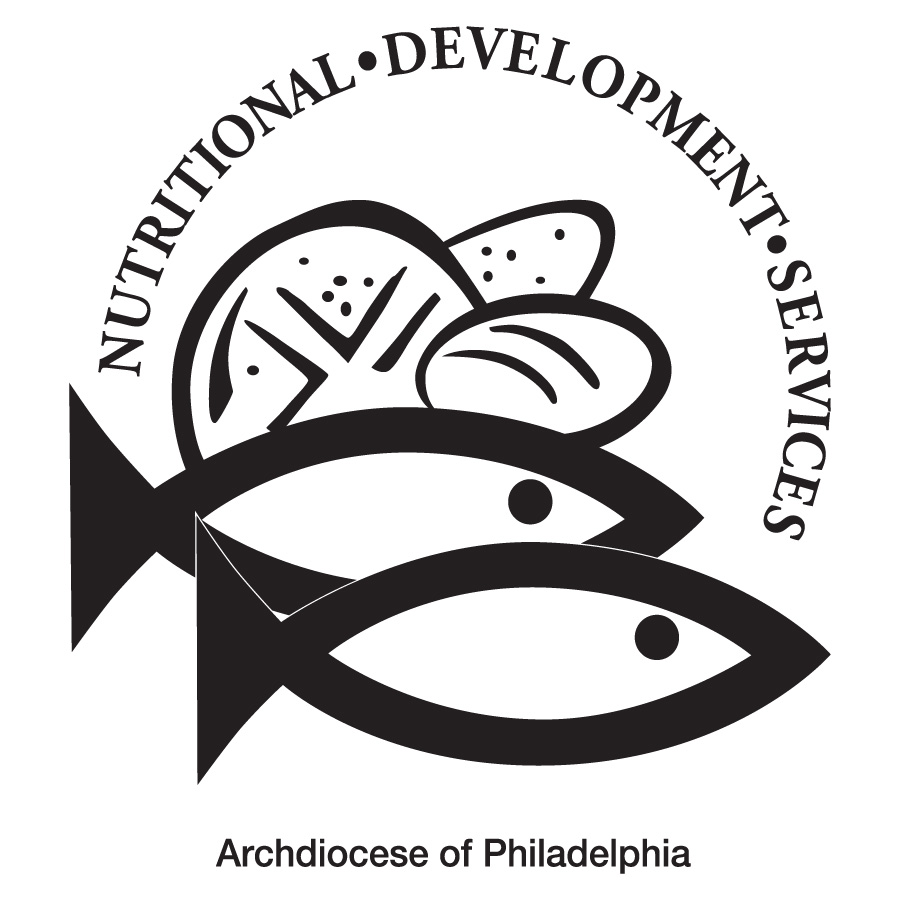 NUTRITIONAL•DEVELOPMENT•SERVICES
Archdiocese of Philadelphia